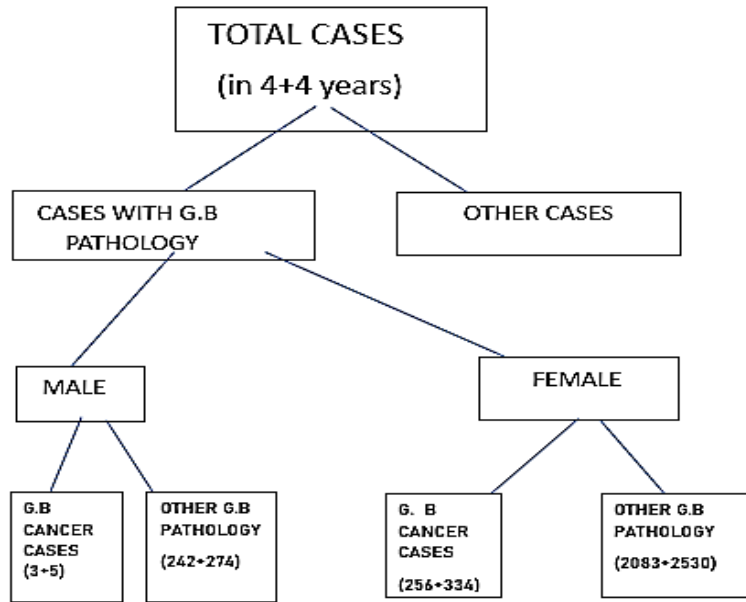 TOTAL CASES
(in 4+4 years)
CASES WITH G.B
PATHOLOGY
OTHER CASES
MALE
FEMALE
G.B
CANCER
CASES
(3+5)
OTHER G.B
PATHOLOGY
(242+274)
G. B
CANCER
CASES
(256+334)
OTHER G.B
PATHOLOGY
(2083+2530)